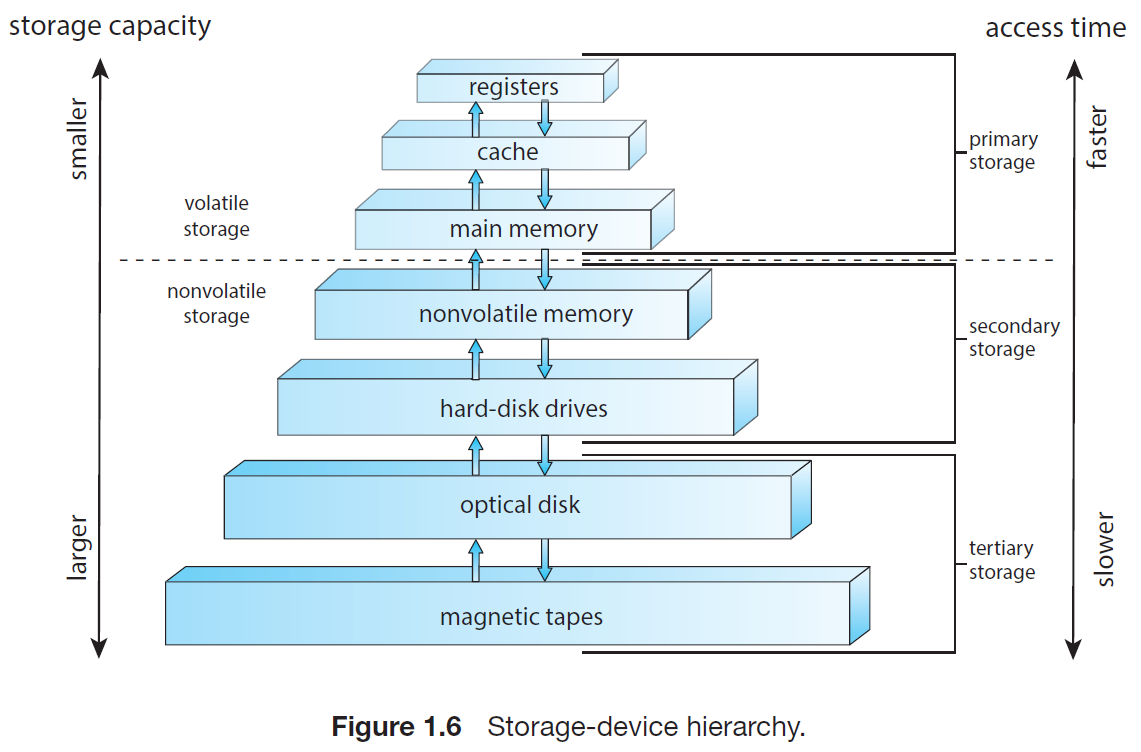 storage capacity
access time
registers
smaller
faster
primary
storage
cache
volatile
storage
main memory
nonvolatile
storage
nonvolatile memory
secondary
storage
hard-disk drives
optical disk
larger
slower
tertiary
storage
magnetic tapes
Figure 1.6 Storage-device hierarchy.